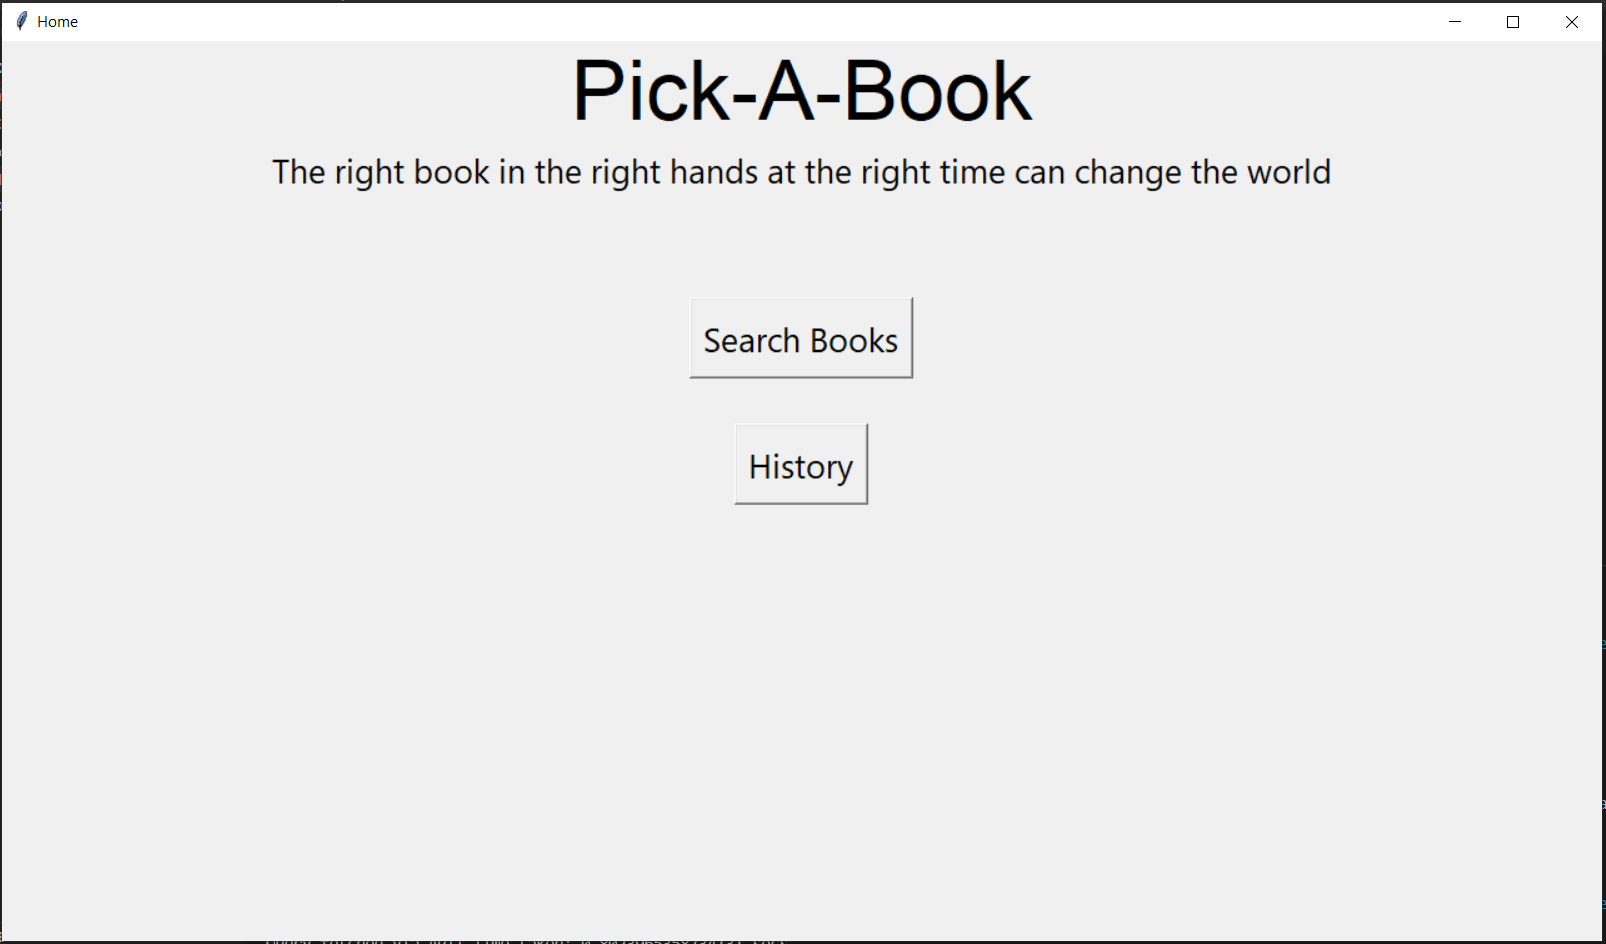 Home
Pick-A-Book
The right book in the right hands at the right time can change the world
Search Books
History